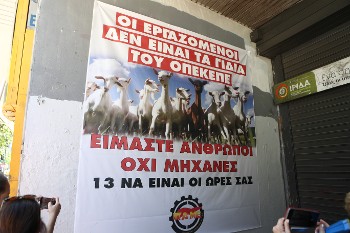 ΟΙ ΕΡΓΑΖΟΜΕΝΟΙ
ΔΕΝ ΕΙΝΑΙ ΤΑ ΓΙΔΙΑ
ΤΟΥ ΟΠΕΚΕΠΕ
ΕΙΜΑΣΤΕ ΑΝΘΡΩΠΟΙ
ΟΧΙ ΜΗΧΑΝΕΣ
13 ΝΑ ΕΙΝΑΙ ΟΙ ΩΡΕΣ ΣΑΣ